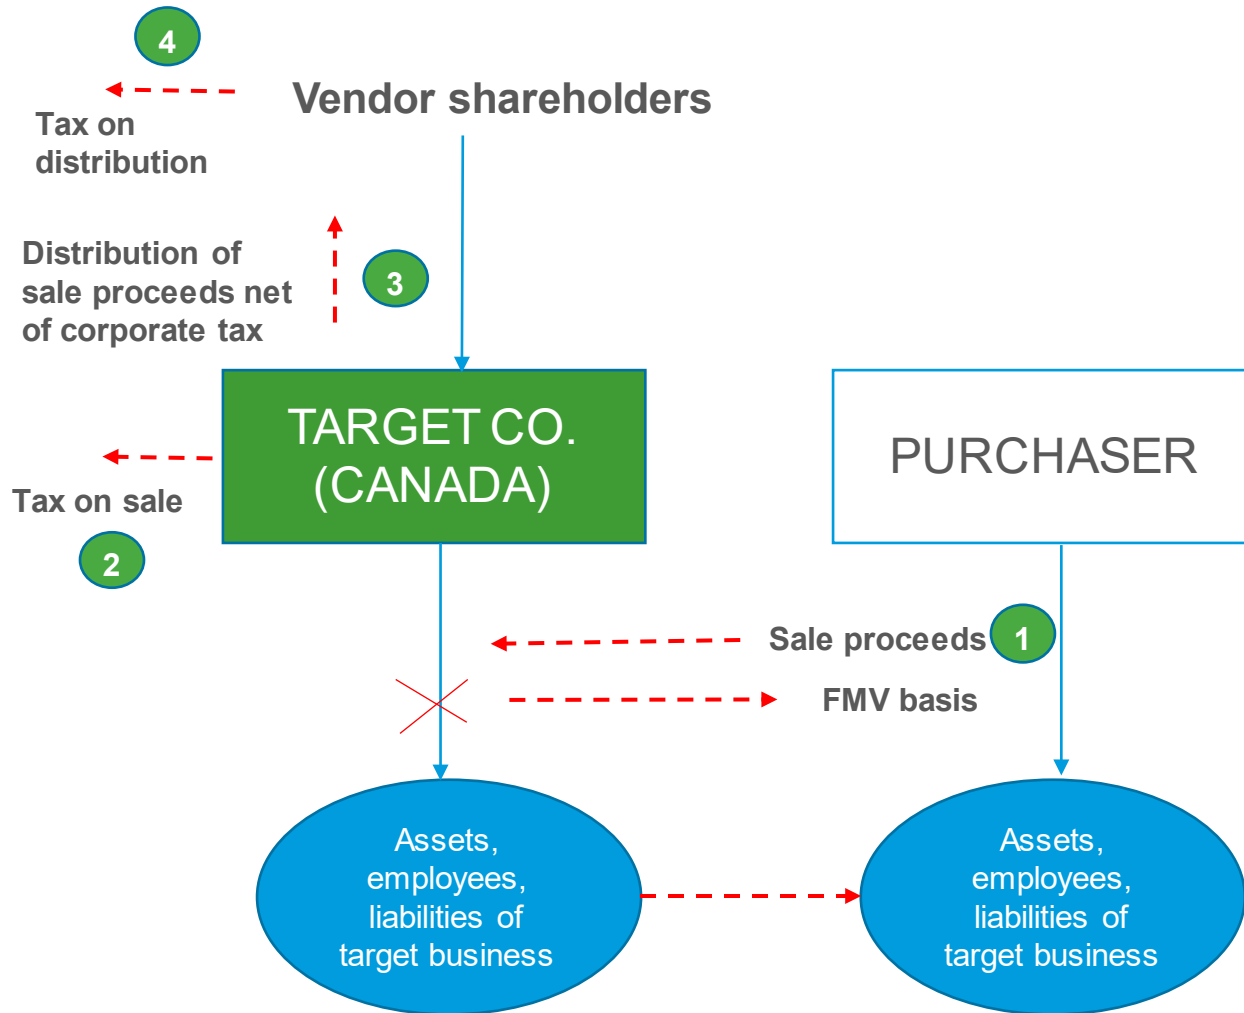 4
Vendor shareholders
Tax on
distribution
Distribution of
sale proceeds net
of corporate tax
3
TARGET CO.
(CANADA)
PURCHASER
Tax on sale
2
Sale proceeds
1
FMV basis
Assets,
employees,
liabilities of
target business
Assets,
employees,
liabilities of
target business